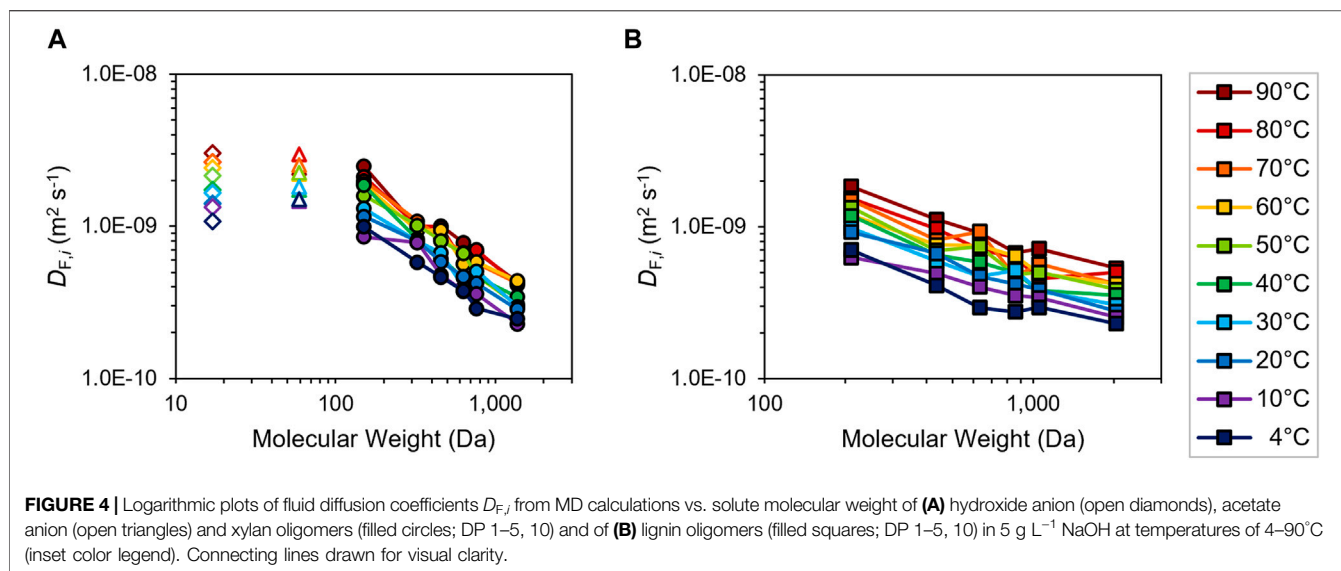 A
B
1.0E-08
1.0E-09
1.0E-10
D_F,i (m² s⁻¹)
10
100
1,000
Molecular Weight (Da)
1.0E-08
1.0E-09
1.0E-10
D_F,i (m² s⁻¹)
100
1,000
Molecular Weight (Da)
90°C
80°C
70°C
60°C
50°C
40°C
30°C
20°C
10°C
4°C
FIGURE 4 | Logarithmic plots of fluid diffusion coefficients D_F,i from MD calculations vs. solute molecular weight of (A) hydroxide anion (open diamonds), acetate
anion (open triangles) and xylan oligomers (filled circles; DP 1–5, 10) and of (B) lignin oligomers (filled squares; DP 1–5, 10) in 5 g L⁻¹ NaOH at temperatures of 4–90°C
(inset color legend). Connecting lines drawn for visual clarity.